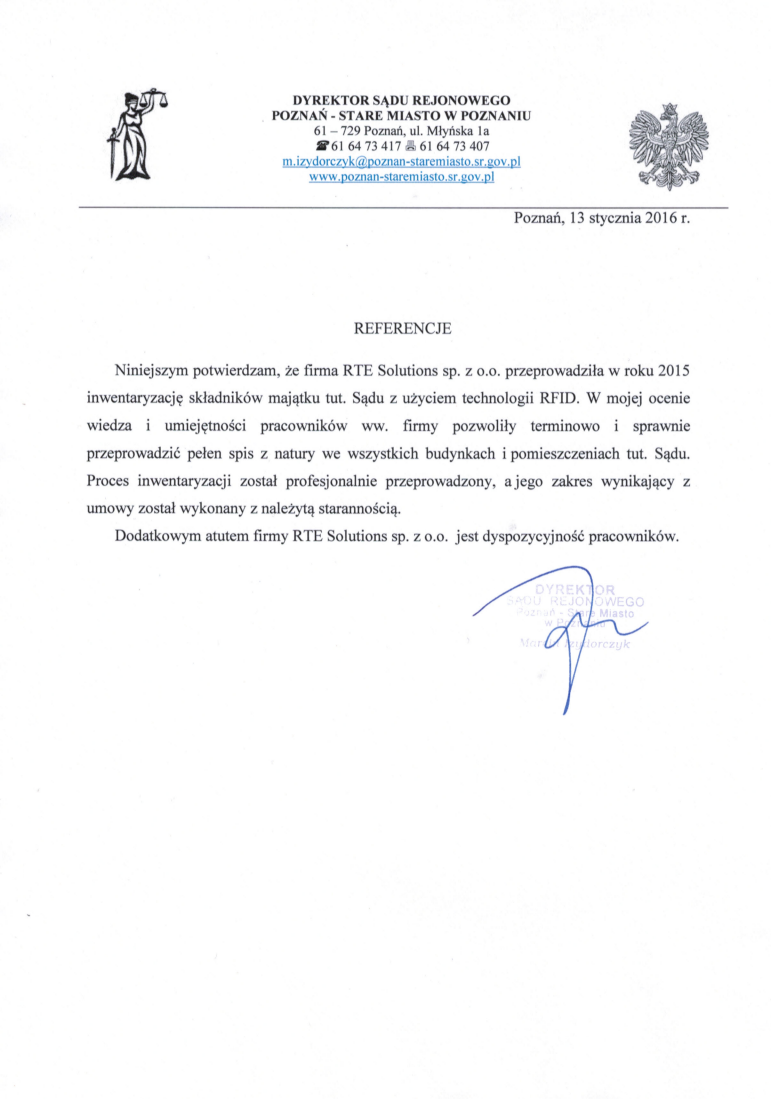 DYREKTOR SĄDU REJONOWEGO
POZNAŃ - STARE MIASTO W POZNANIU
61 – 729 Poznań, ul. Młyńska 1a
☎61 64 73 417 📠 61 64 73 407
m.izydorczyk@poznan-staremiasto.sr.gov.pl
www.poznan-staremiasto.sr.gov.pl
Poznań, 13 stycznia 2016 r.
REFERENCJE
Niniejszym potwierdzam, że firma RTE Solutions sp. z o.o. przeprowadziła w roku 2015
inwentaryzację składników majątku tut. Sądu z użyciem technologii RFID. W mojej ocenie
wiedza i umiejętności pracowników ww. firmy pozwoliły terminowo i sprawnie
przeprowadzić pełen spis z natury we wszystkich budynkach i pomieszczeniach tut. Sądu.
Proces inwentaryzacji został profesjonalnie przeprowadzony, a jego zakres wynikający z
umowy został wykonany z należytą starannością.
Dodatkowym atutem firmy RTE Solutions sp. z o.o. jest dyspozycyjność pracowników.
DYREKTOR
SĄDU REJONOWEGO
Poznań - Stare Miasto
w Poznaniu
Marcin Izydorczyk